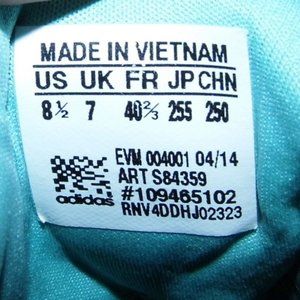 MADE IN VIETNAM
US UK FR JP CHN
8½ 7 40⅔ 255 250
EVM 004001 04/14
ART S84359
#109465102
RNV4DDHJ02323
adidas